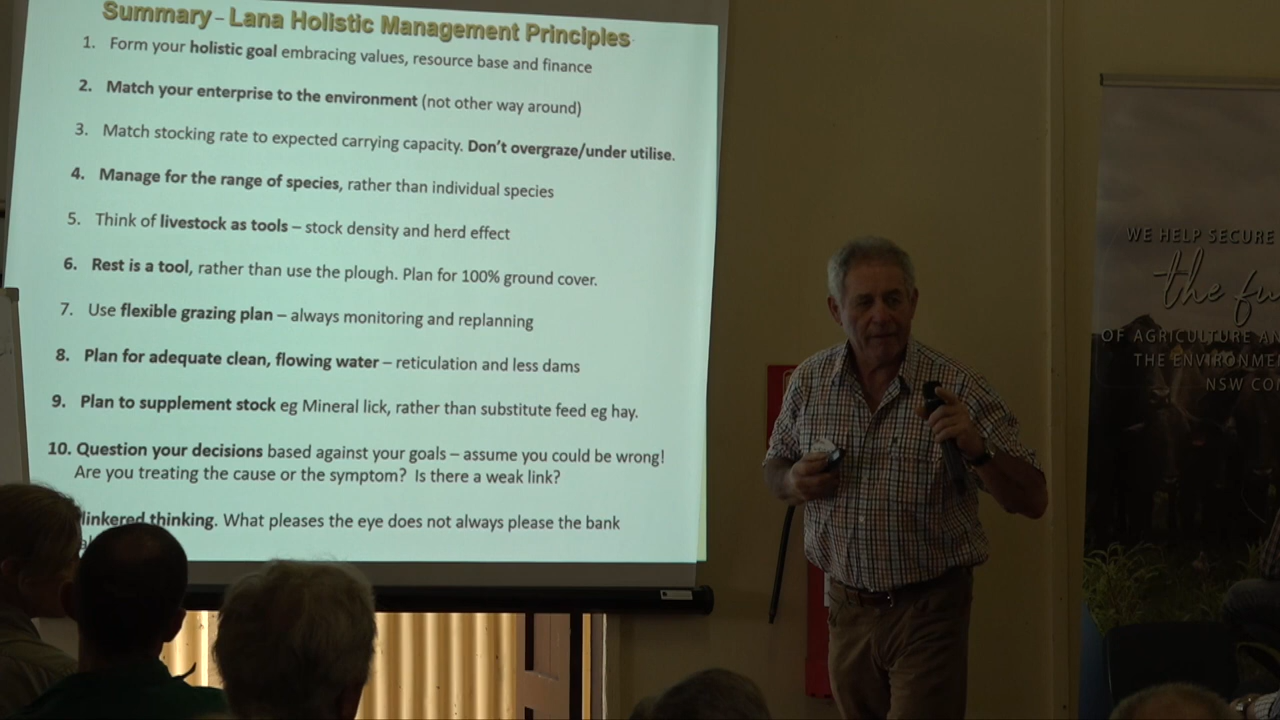 Summary – Lana Holistic Management Principles
1. Form your holistic goal embracing values, resource base and finance
2. Match your enterprise to the environment (not other way around)
3. Match stocking rate to expected carrying capacity. Don't overgraze/under utilise.
4. Manage for the range of species, rather than individual species
5. Think of livestock as tools – stock density and herd effect
6. Rest is a tool, rather than use the plough. Plan for 100% ground cover.
7. Use flexible grazing plan – always monitoring and replanning
8. Plan for adequate clean, flowing water – reticulation and less dams
9. Plan to supplement stock eg Mineral lick, rather than substitute feed eg hay.
10. Question your decisions based against your goals – assume you could be wrong!
Are you treating the cause or the symptom? Is there a weak link?
linkered thinking. What pleases the eye does not always please the bank
WE HELP SECURE
the fu
OF AGRICULTURE AN
THE ENVIRONME
NSW CO